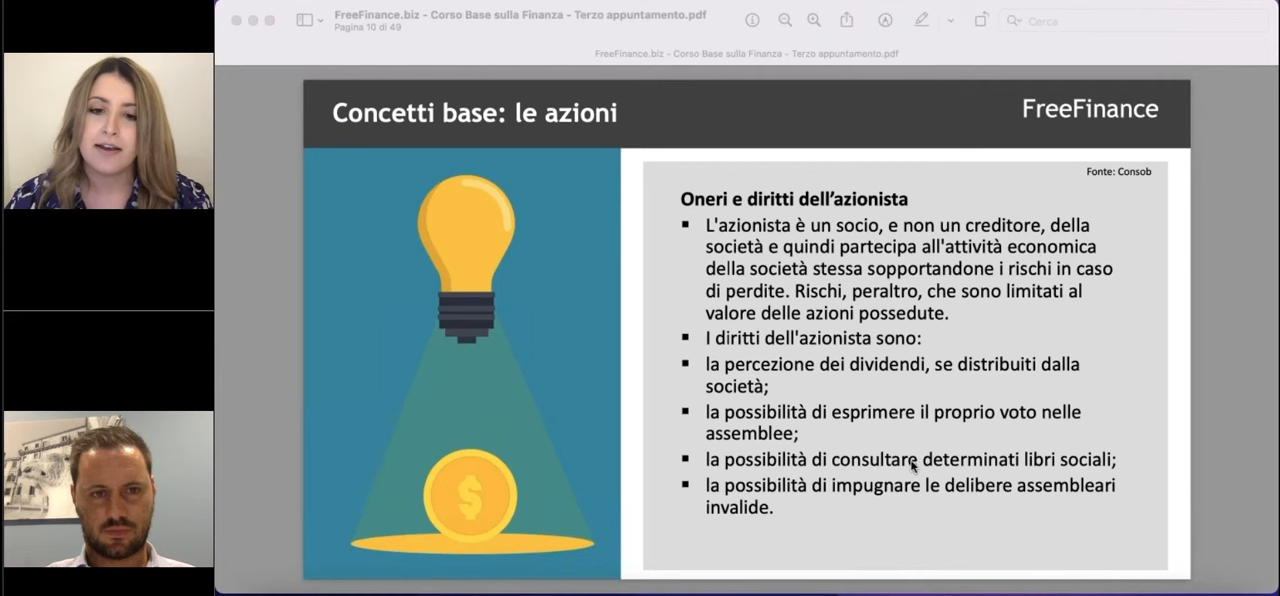 FreeFinance.biz - Corso Base sulla Finanza - Terzo appuntamento.pdf
Pagina 10 di 49
Cerca
FreeFinance.biz - Corso Base sulla Finanza - Terzo appuntamento.pdf
Concetti base: le azioni
FreeFinance
Fonte: Consob
Oneri e diritti dell’azionista
▪ L'azionista è un socio, e non un creditore, della
società e quindi partecipa all'attività economica
della società stessa sopportandone i rischi in caso
di perdite. Rischi, peraltro, che sono limitati al
valore delle azioni possedute.
▪ I diritti dell'azionista sono:
▪ la percezione dei dividendi, se distribuiti dalla
società;
▪ la possibilità di esprimere il proprio voto nelle
assemblee;
▪ la possibilità di consultare determinati libri sociali;
▪ la possibilità di impugnare le delibere assembleari
invalide.
$